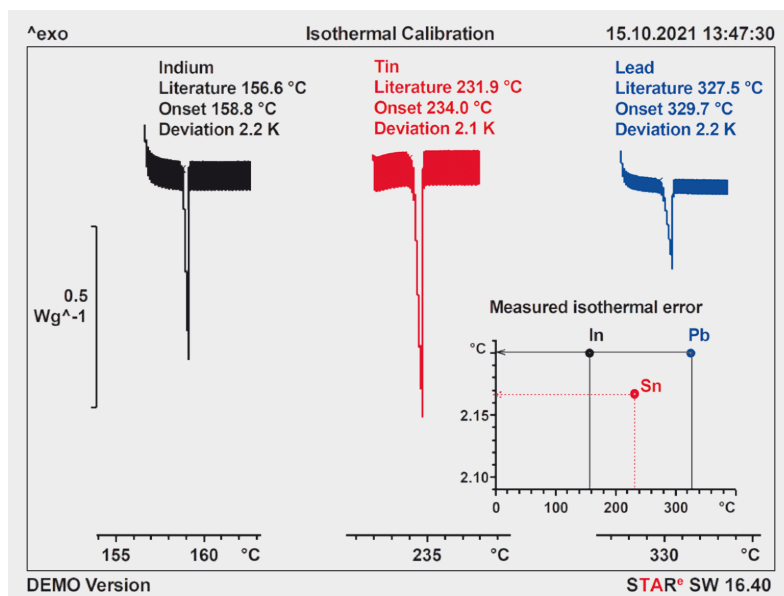 ^exo Isothermal Calibration 15.10.2021 13:47:30
Indium
Literature 156.6 °C
Onset 158.8 °C
Deviation 2.2 K
Tin
Literature 231.9 °C
Onset 234.0 °C
Deviation 2.1 K
Lead
Literature 327.5 °C
Onset 329.7 °C
Deviation 2.2 K
0.5
Wg^-1
Measured isothermal error
In Pb
°C
Sn
2.15
2.10
0 100 200 300 °C
155 160 °C
235 °C
330 °C
DEMO Version STARe SW 16.40